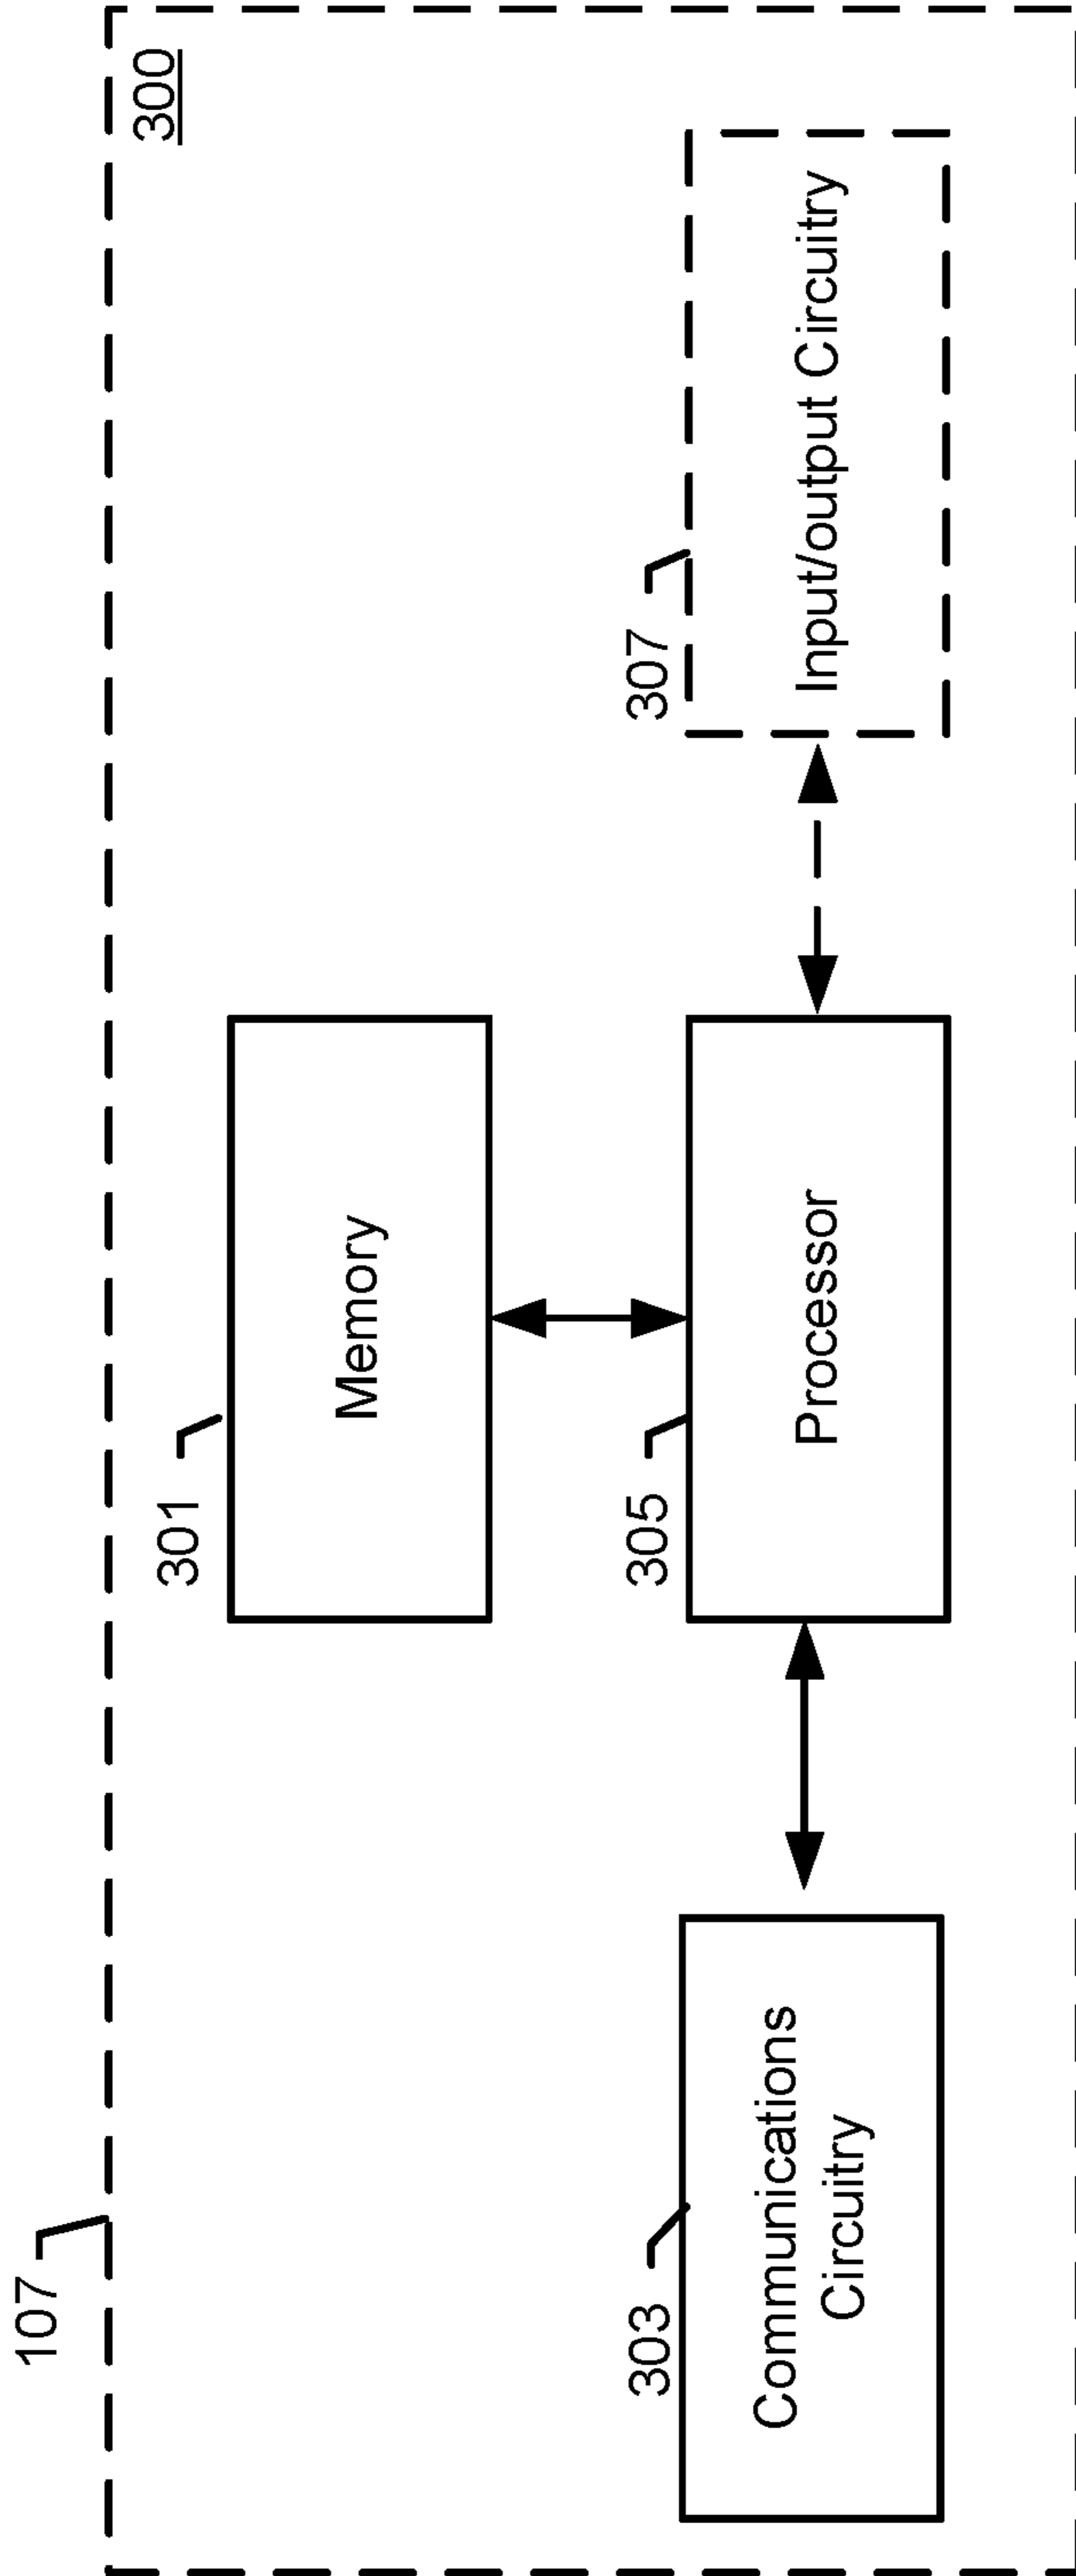 107
300
301
Memory
303
Communications
Circuitry
305
Processor
307
Input/output Circuitry